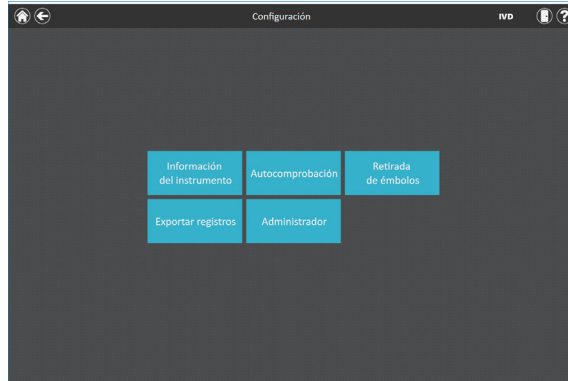 Configuración
IVD
?
Información
del instrumento
Autocomprobación
Retirada
de émbolos
Exportar registros
Administrador